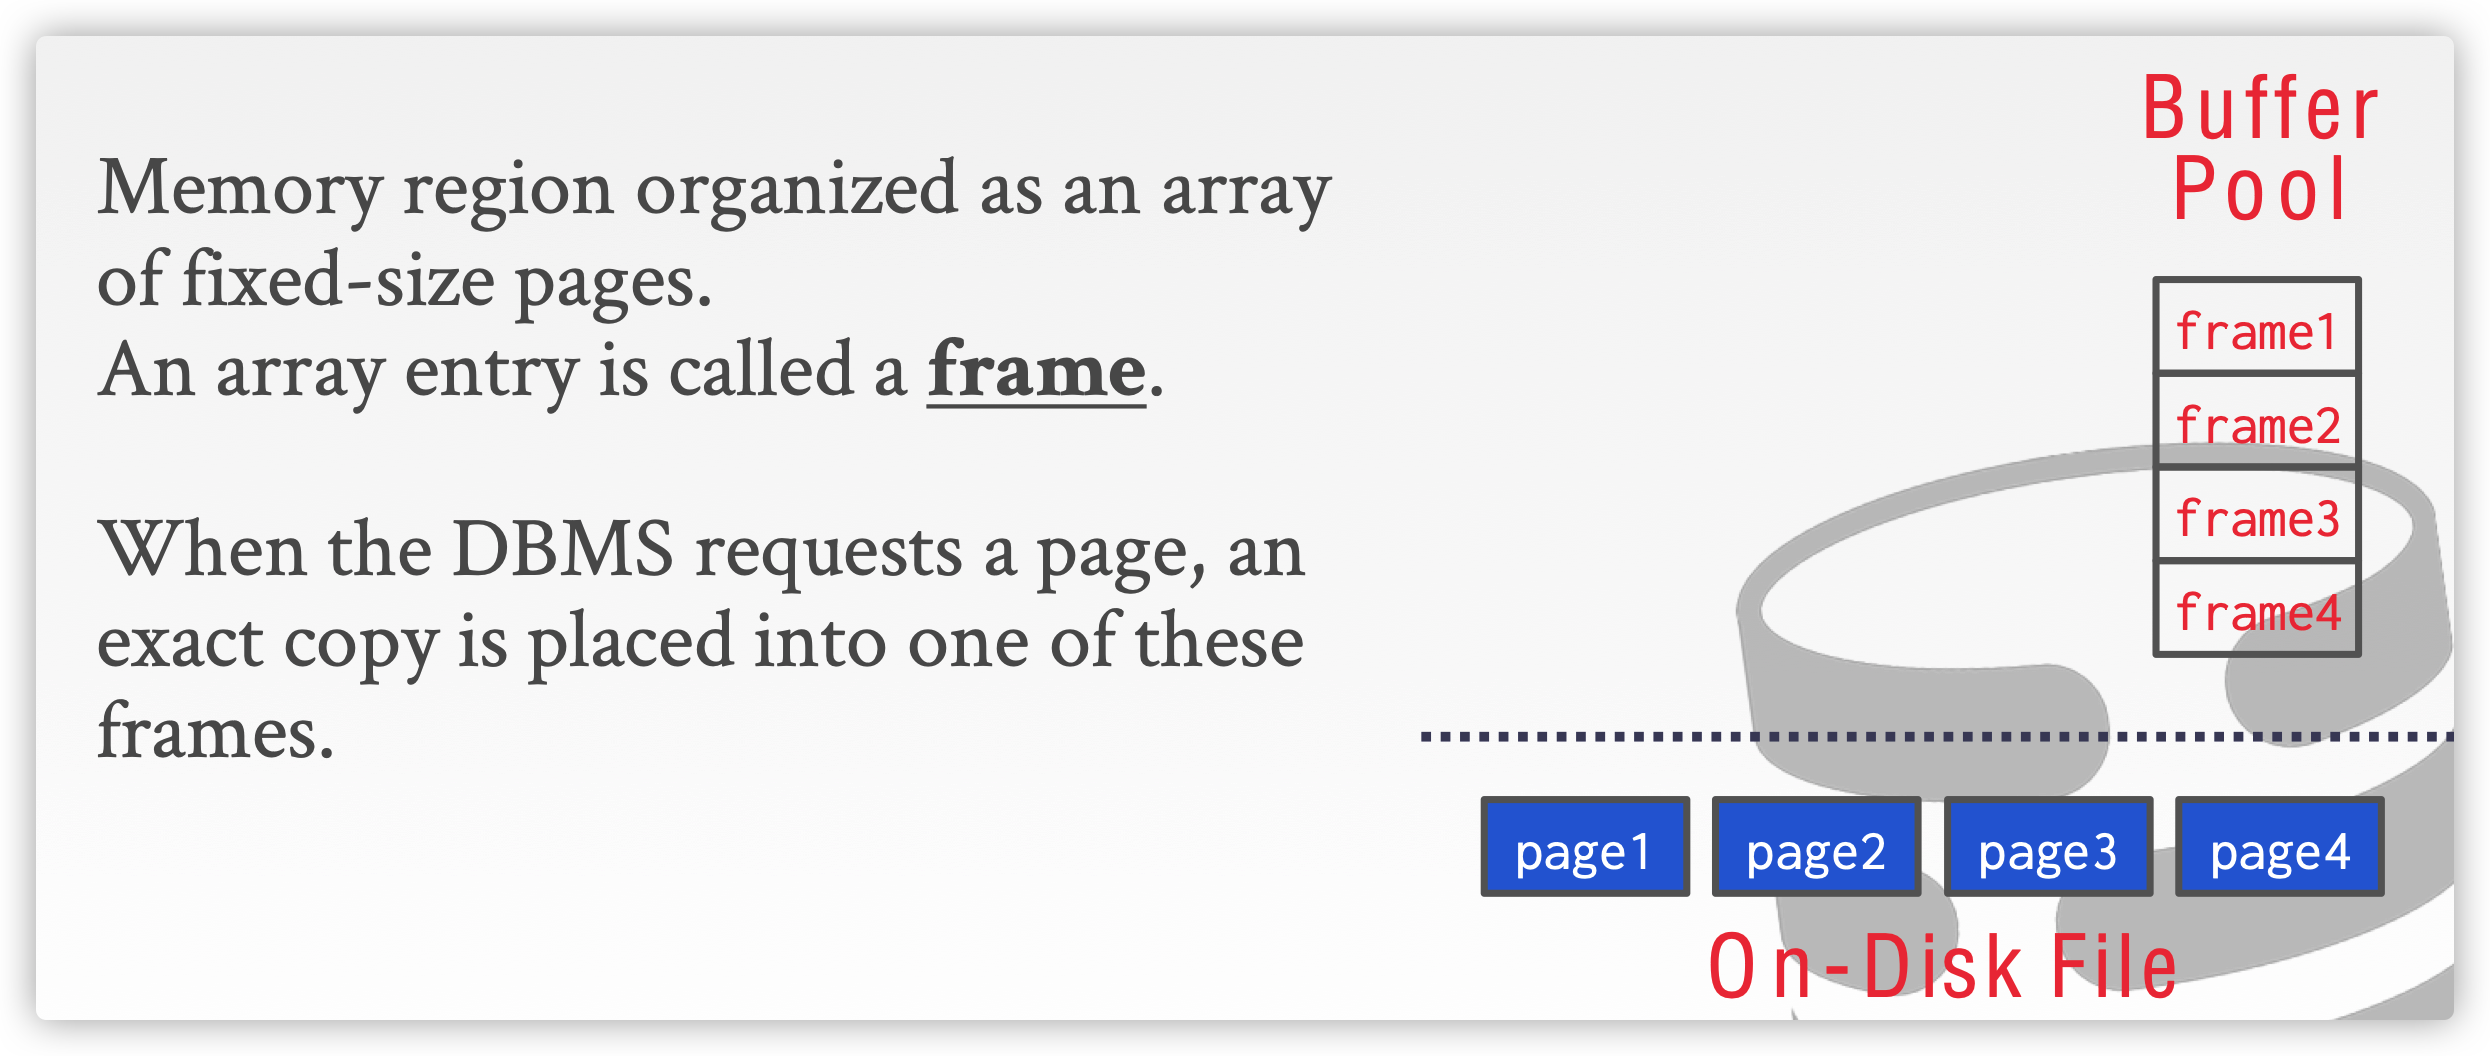 Memory region organized as an array
of fixed-size pages.
An array entry is called a frame.
When the DBMS requests a page, an
exact copy is placed into one of these
frames.
Buffer
Pool
frame1
frame2
frame3
frame4
page1 page2 page3 page4
On-Disk File